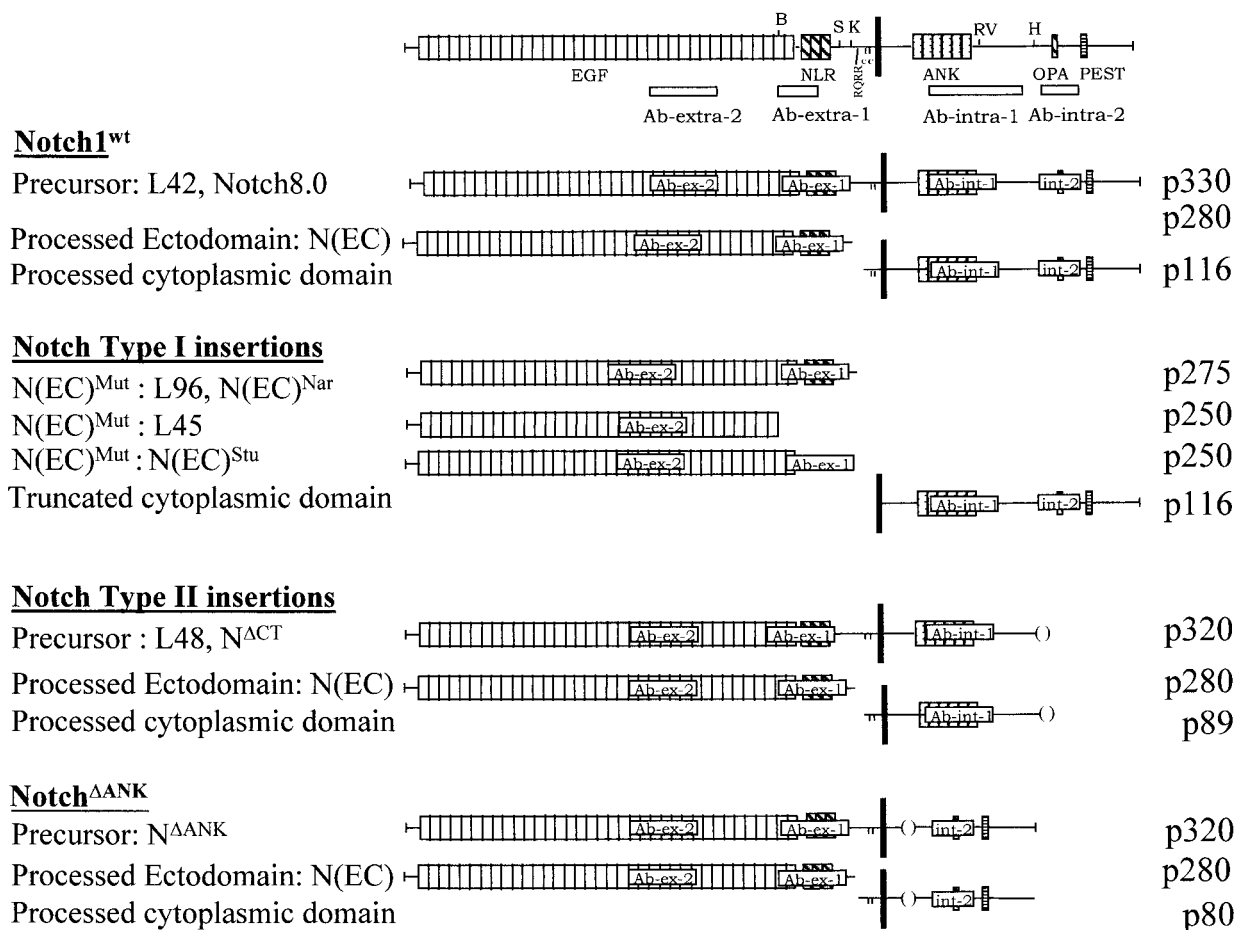 B
S K
RV
H
EGF
NLR
RQRR
cc
ANK
OPA
PEST
Ab-extra-2
Ab-extra-1
Ab-intra-1
Ab-intra-2
Notch1wt
Precursor: L42, Notch8.0
Ab-ex-2
Ab-ex-1
Ab-int-1
int-2
p330
p280
Processed Ectodomain: N(EC)
Ab-ex-2
Ab-ex-1
Processed cytoplasmic domain
Ab-int-1
int-2
p116
Notch Type I insertions
N(EC)Mut : L96, N(EC)Nar
Ab-ex-2
Ab-ex-1
p275
N(EC)Mut : L45
Ab-ex-2
p250
N(EC)Mut : N(EC)Stu
Ab-ex-2
Ab-ex-1
p250
Truncated cytoplasmic domain
Ab-int-1
int-2
p116
Notch Type II insertions
Precursor : L48, NΔCT
Ab-ex-2
Ab-ex-1
Ab-int-1
( )
p320
Processed Ectodomain: N(EC)
Ab-ex-2
Ab-ex-1
p280
Processed cytoplasmic domain
Ab-int-1
( )
p89
NotchΔANK
Precursor: NΔANK
Ab-ex-2
Ab-ex-1
( )
int-2
p320
Processed Ectodomain: N(EC)
Ab-ex-2
Ab-ex-1
p280
Processed cytoplasmic domain
( )
int-2
p80